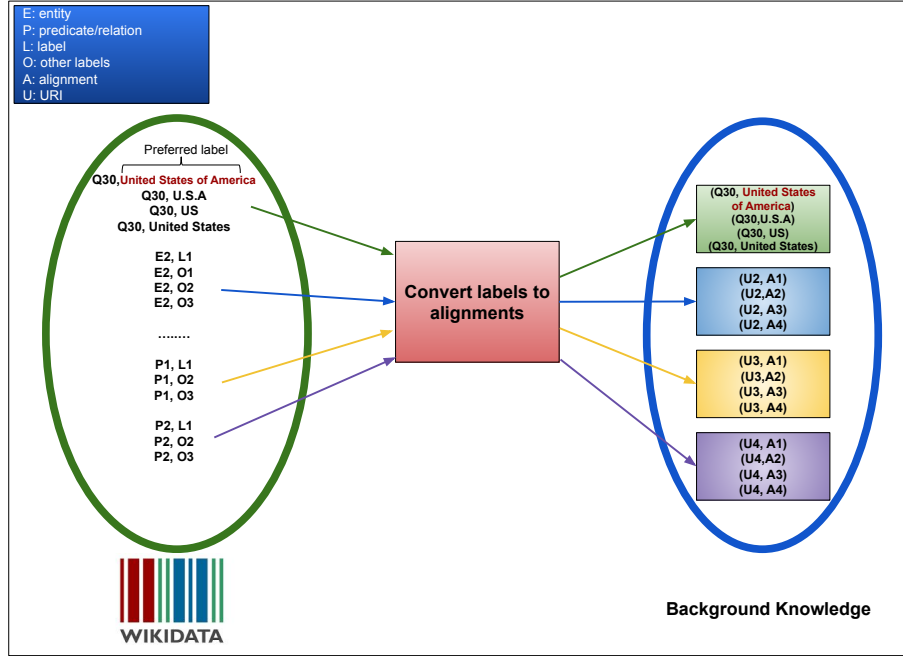 E: entity
P: predicate/relation
L: label
O: other labels
A: alignment
U: URI
Preferred label
Q30,United States of America
Q30, U.S.A
Q30, US
Q30, United States
E2, L1
E2, O1
E2, O2
E2, O3
........
P1, L1
P1, O2
P1, O3
P2, L1
P2, O2
P2, O3
WIKIDATA
Convert labels to
alignments
(Q30, United States
of America)
(Q30,U.S.A)
(Q30, US)
(Q30, United States)
(U2, A1)
(U2,A2)
(U2, A3)
(U2, A4)
(U3, A1)
(U3,A2)
(U3, A3)
(U3, A4)
(U4, A1)
(U4,A2)
(U4, A3)
(U4, A4)
Background Knowledge